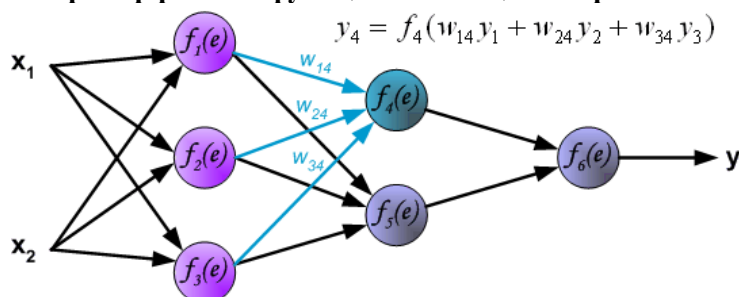 y₄ = f₄(w₁₄y₁ + w₂₄y₂ + w₃₄y₃)
f₁(e)
x₁
w₁₄
f₄(e)
w₂₄
f₂(e)
f₆(e)
y
w₃₄
f₅(e)
x₂
f₃(e)